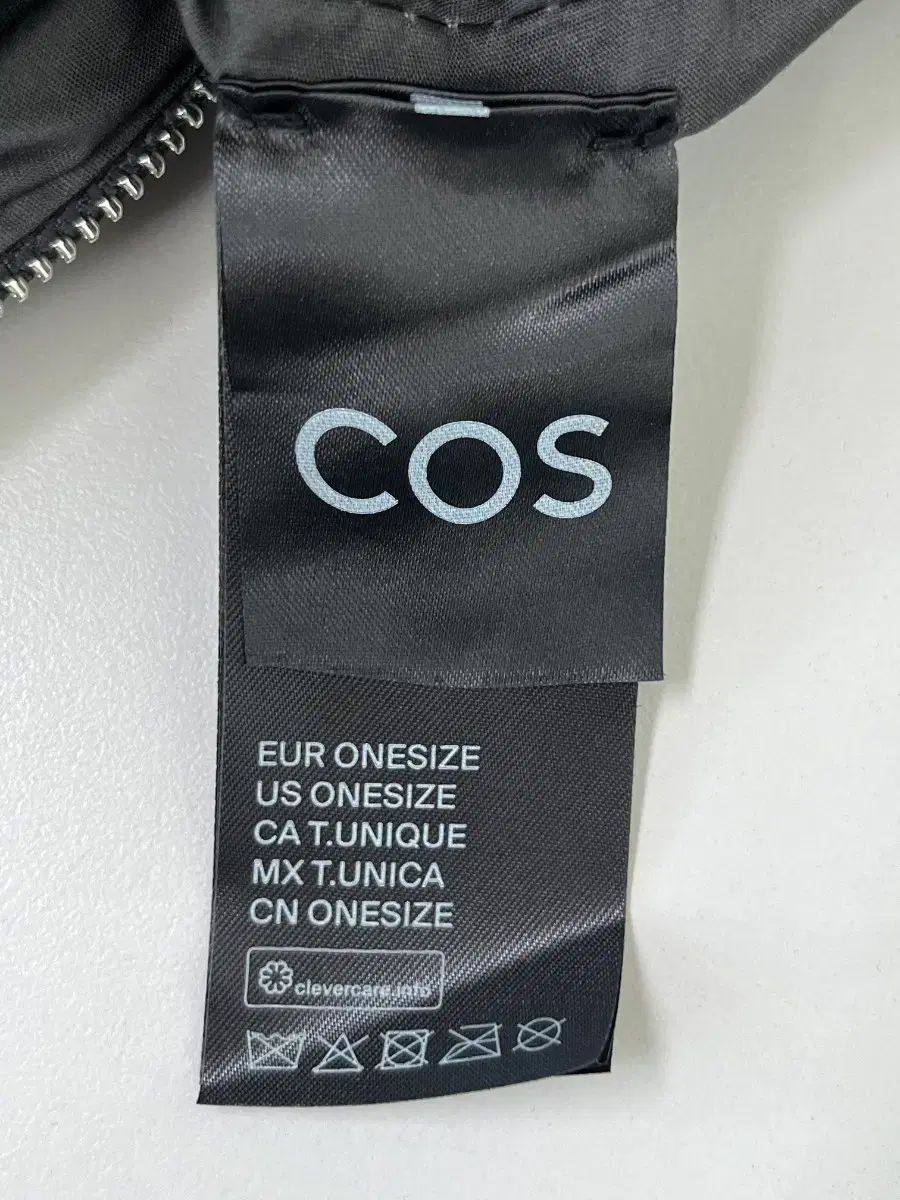 COS
EUR ONESIZE
US ONESIZE
CA T.UNIQUE
MX T.UNICA
CN ONESIZE
clevercare.info